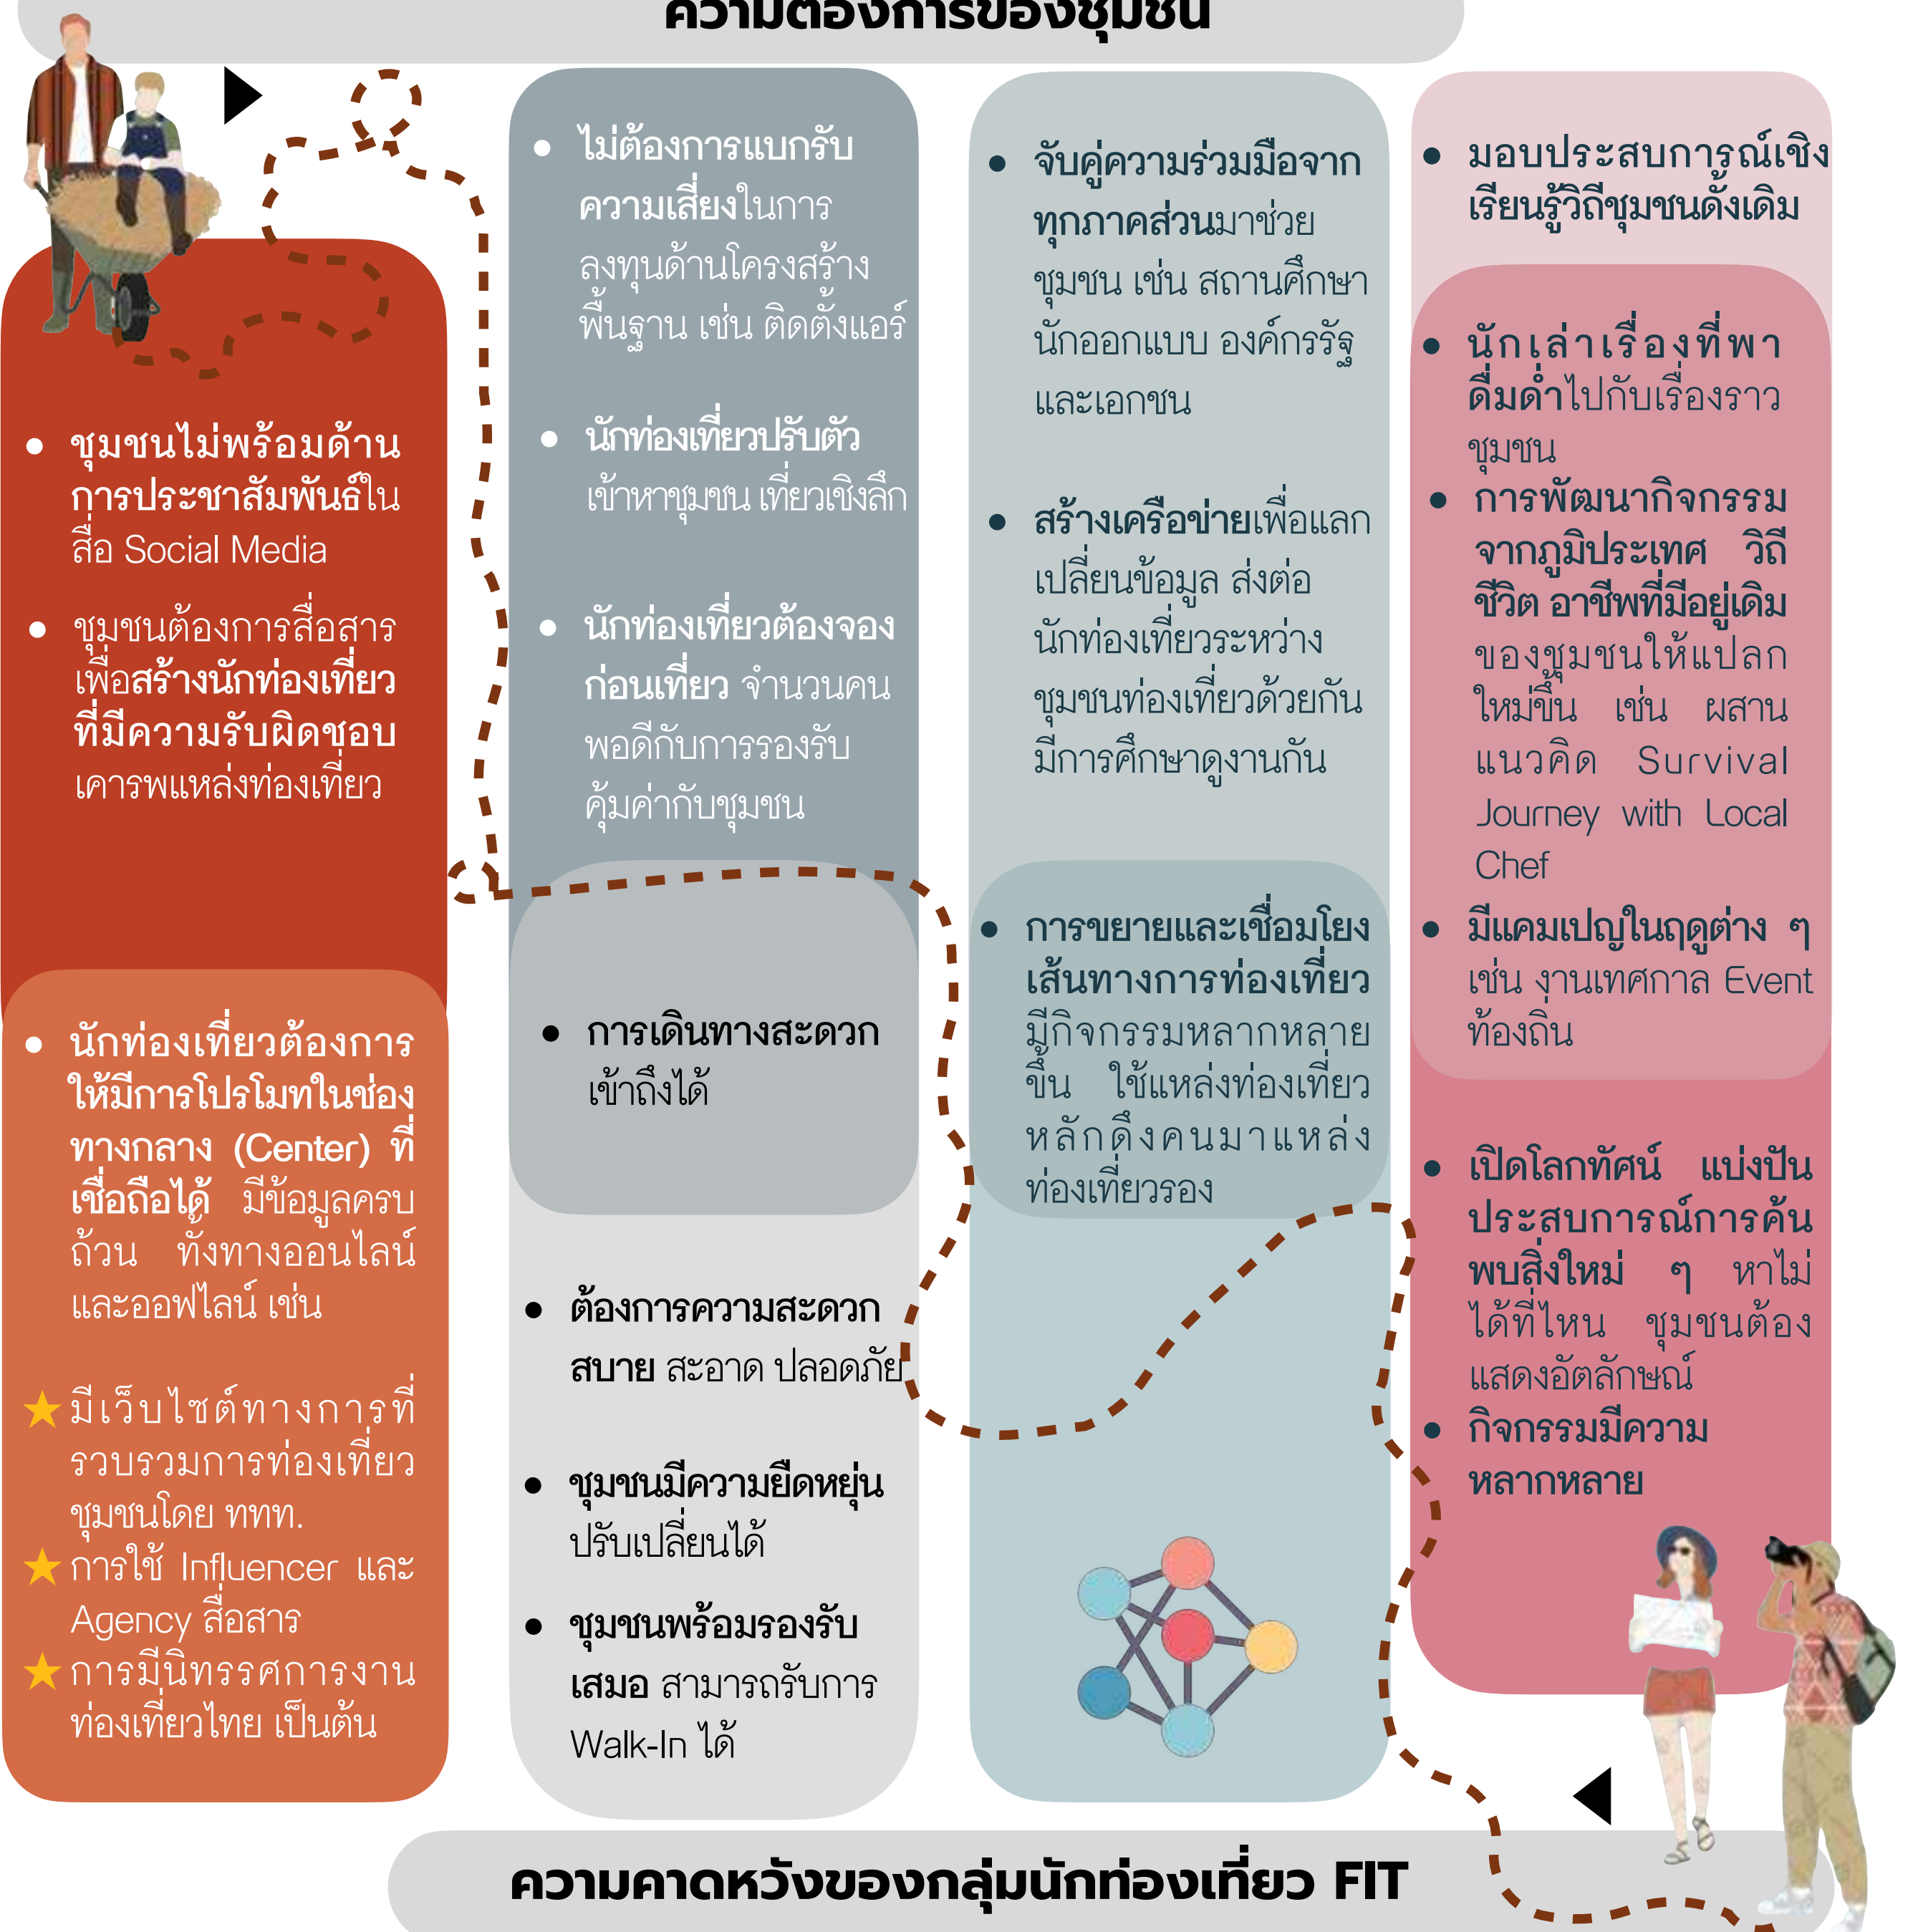 ความต้องการของชุมชน
ชุมชนไม่พร้อมด้าน
การประชาสัมพันธ์ใน
สื่อ Social Media
ชุมชนต้องการสื่อสาร
เพื่อสร้างนักท่องเที่ยว
ที่มีความรับผิดชอบ
เคารพแหล่งท่องเที่ยว
นักท่องเที่ยวต้องการ
ให้มีการโปรโมทในช่อง
ทางกลาง (Center) ที่
เชื่อถือได้ มีข้อมูลครบ
ถ้วน ทั้งทางออนไลน์
และออฟไลน์ เช่น
มีเว็บไซต์ทางการที่
รวบรวมการท่องเที่ยว
ชุมชนโดย ททท.
การใช้ Influencer และ
Agency สื่อสาร
การมีนิทรรศการงาน
ท่องเที่ยวไทย เป็นต้น
ไม่ต้องการแบกรับ
ความเสี่ยงในการ
ลงทุนด้านโครงสร้าง
พื้นฐาน เช่น ติดตั้งแอร์
นักท่องเที่ยวปรับตัว
เข้าหาชุมชน เที่ยวเชิงลึก
นักท่องเที่ยวต้องจอง
ก่อนเที่ยว จำนวนคน
พอดีกับการรองรับ
คุ้มค่ากับชุมชน
การเดินทางสะดวก
เข้าถึงได้
ต้องการความสะดวก
สบาย สะอาด ปลอดภัย
ชุมชนมีความยืดหยุ่น
ปรับเปลี่ยนได้
ชุมชนพร้อมรองรับ
เสมอ สามารถรับการ
Walk-In ได้
จับคู่ความร่วมมือจาก
ทุกภาคส่วนมาช่วย
ชุมชน เช่น สถานศึกษา
นักออกแบบ องค์กรรัฐ
และเอกชน
สร้างเครือข่ายเพื่อแลก
เปลี่ยนข้อมูล ส่งต่อ
นักท่องเที่ยวระหว่าง
ชุมชนท่องเที่ยวด้วยกัน
มีการศึกษาดูงานกัน
การขยายและเชื่อมโยง
เส้นทางการท่องเที่ยว
มีกิจกรรมหลากหลาย
ขึ้น ใช้แหล่งท่องเที่ยว
หลักดึงคนมาแหล่ง
ท่องเที่ยวรอง
มอบประสบการณ์เชิง
เรียนรู้วิถีชุมชนดั้งเดิม
นักเล่าเรื่องที่พา
ดื่มด่ำไปกับเรื่องราว
ชุมชน
การพัฒนากิจกรรม
จากภูมิประเทศ วิถี
ชีวิต อาชีพที่มีอยู่เดิม
ของชุมชนให้แปลก
ใหม่ขึ้น เช่น ผสาน
แนวคิด Survival
Journey with Local
Chef
มีแคมเปญในฤดูต่าง ๆ
เช่น งานเทศกาล Event
ท้องถิ่น
เปิดโลกทัศน์ แบ่งปัน
ประสบการณ์การค้น
พบสิ่งใหม่ ๆ หาไม่
ได้ที่ไหน ชุมชนต้อง
แสดงอัตลักษณ์
กิจกรรมมีความ
หลากหลาย
ความคาดหวังของกลุ่มนักท่องเที่ยว FIT